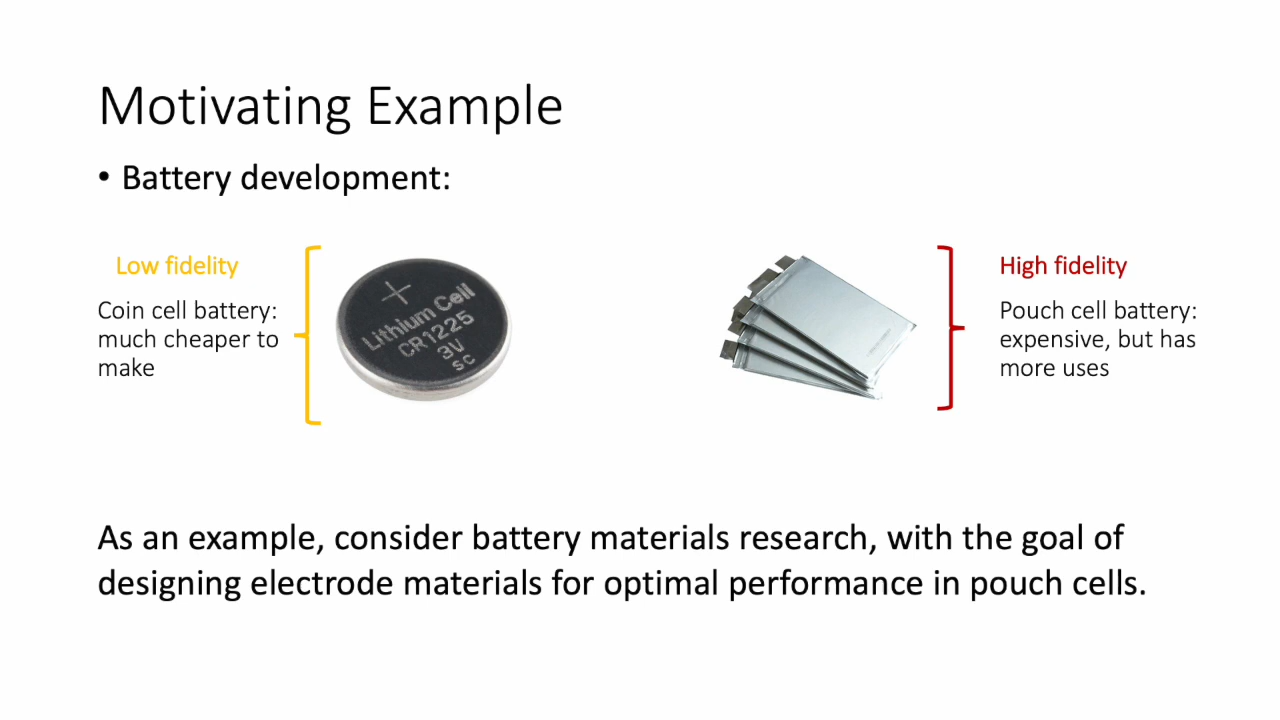 Motivating Example
• Battery development:
Low fidelity
Coin cell battery:
much cheaper to
make
Lithium Cell
CR1225
3V
SC
High fidelity
Pouch cell battery:
expensive, but has
more uses
As an example, consider battery materials research, with the goal of
designing electrode materials for optimal performance in pouch cells.